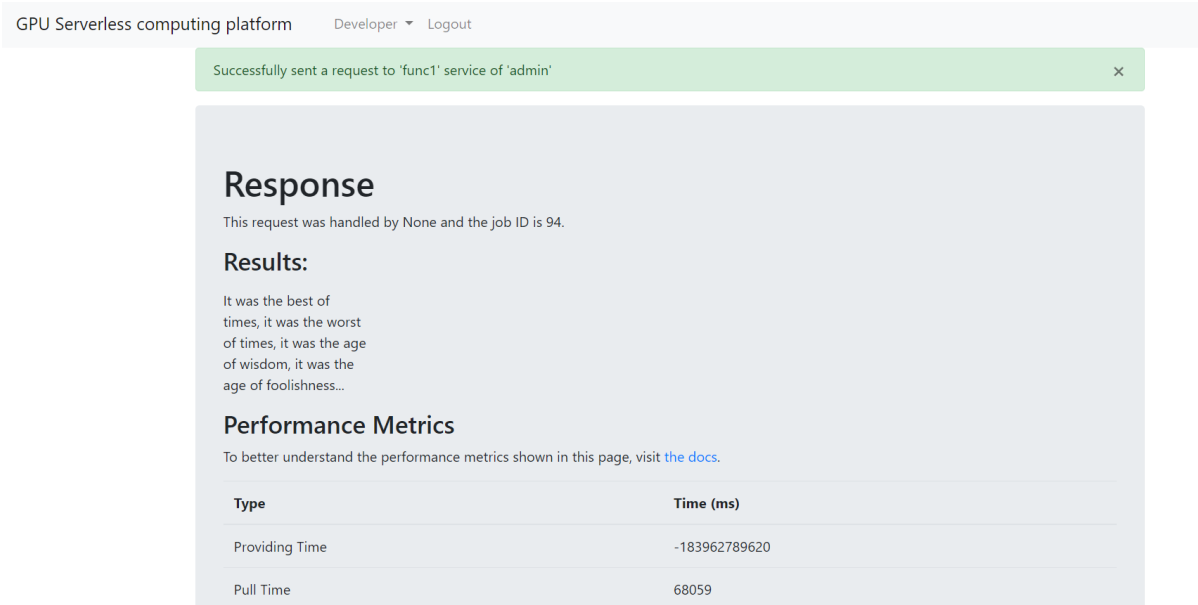 GPU Serverless computing platform Developer Logout
Successfully sent a request to 'func1' service of 'admin' ×
Response
This request was handled by None and the job ID is 94.
Results:
It was the best of
times, it was the worst
of times, it was the age
of wisdom, it was the
age of foolishness...
Performance Metrics
To better understand the performance metrics shown in this page, visit the docs.
Type Time (ms)
Providing Time -183962789620
Pull Time 68059